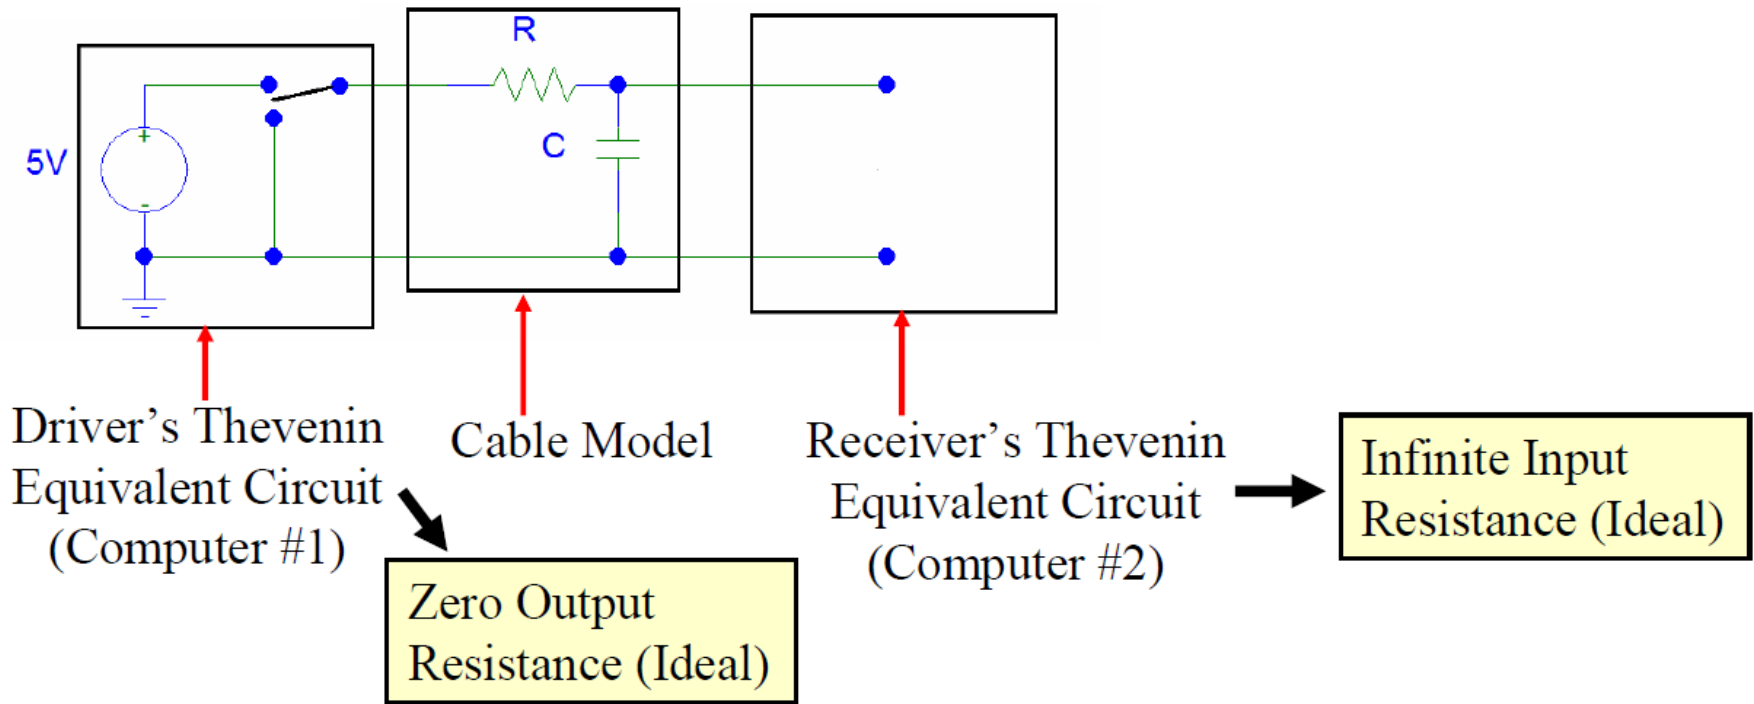 R
5V
+
-
C
Driver’s Thevenin
Equivalent Circuit
(Computer #1)
Cable Model
Receiver’s Thevenin
Equivalent Circuit
(Computer #2)
Infinite Input
Resistance (Ideal)
Zero Output
Resistance (Ideal)